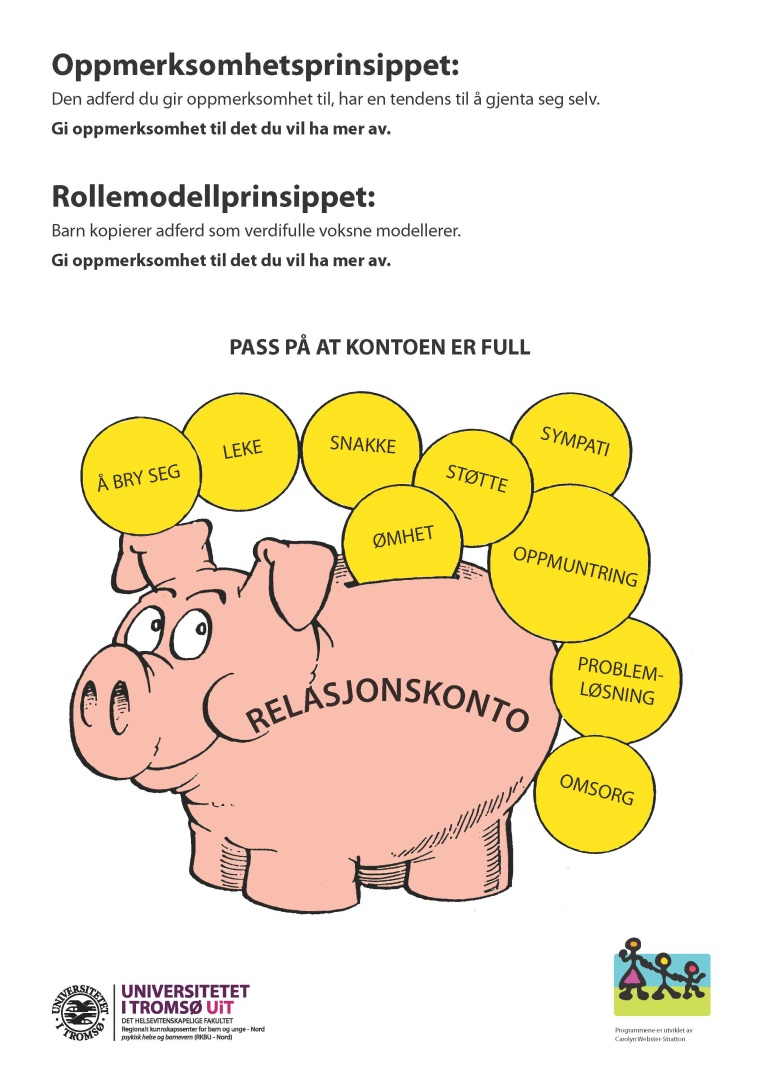 Oppmerksomhetsprinsippet:
Den adferd du gir oppmerksomhet til, har en tendens til å gjenta seg selv.
Gi oppmerksomhet til det du vil ha mer av.
Rollemodellprinsippet:
Barn kopierer adferd som verdifulle voksne modellerer.
Gi oppmerksomhet til det du vil ha mer av.
PASS PÅ AT KONTOEN ER FULL
Å BRY SEG
LEKE
SNAKKE
STØTTE
SYMPATI
ØMHET
OPPMUNTRING
PROBLEM-
LØSNING
OMSORG
RELASJONSKONTO
UNIVERSITETET
I TROMSØ
UNIVERSITETET
I TROMSØ UiT
DET HELSEVITENSKAPELIGE FAKULTET
Regionalt kunnskapssenter for barn og unge - Nord
psykisk helse og barnevern (RKBU - Nord)
Programmene er utviklet av
Carolyn Webster-Stratton